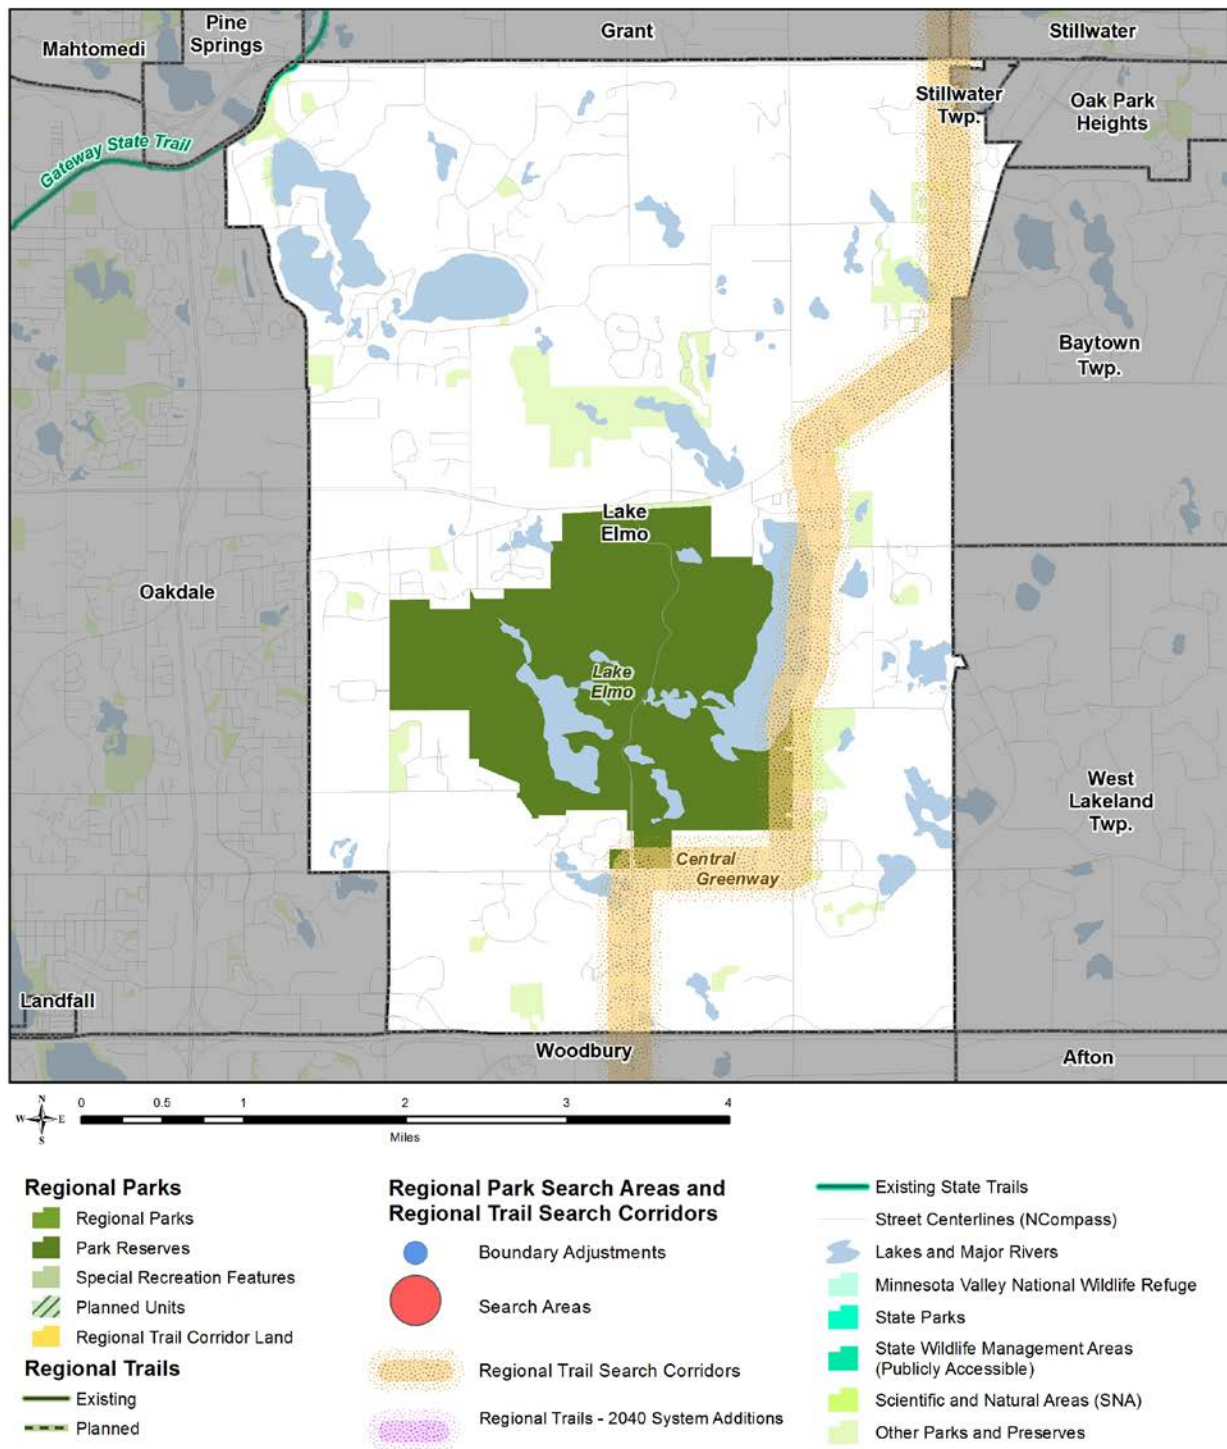 Pine
Springs
Mahtomedi
Grant
Stillwater
Stillwater
Twp.
Oak Park
Heights
Gateway State Trail
Baytown
Twp.
Lake
Elmo
Oakdale
Lake
Elmo
West
Lakeland
Twp.
Central
Greenway
Landfall
Woodbury
Afton
N
W E
S
0 0.5 1 2 3 4
Miles
Regional Parks
Regional Parks
Park Reserves
Special Recreation Features
Planned Units
Regional Trail Corridor Land
Regional Trails
Existing
Planned
Regional Park Search Areas and
Regional Trail Search Corridors
Boundary Adjustments
Search Areas
Regional Trail Search Corridors
Regional Trails - 2040 System Additions
Existing State Trails
Street Centerlines (NCompass)
Lakes and Major Rivers
Minnesota Valley National Wildlife Refuge
State Parks
State Wildlife Management Areas
(Publicly Accessible)
Scientific and Natural Areas (SNA)
Other Parks and Preserves